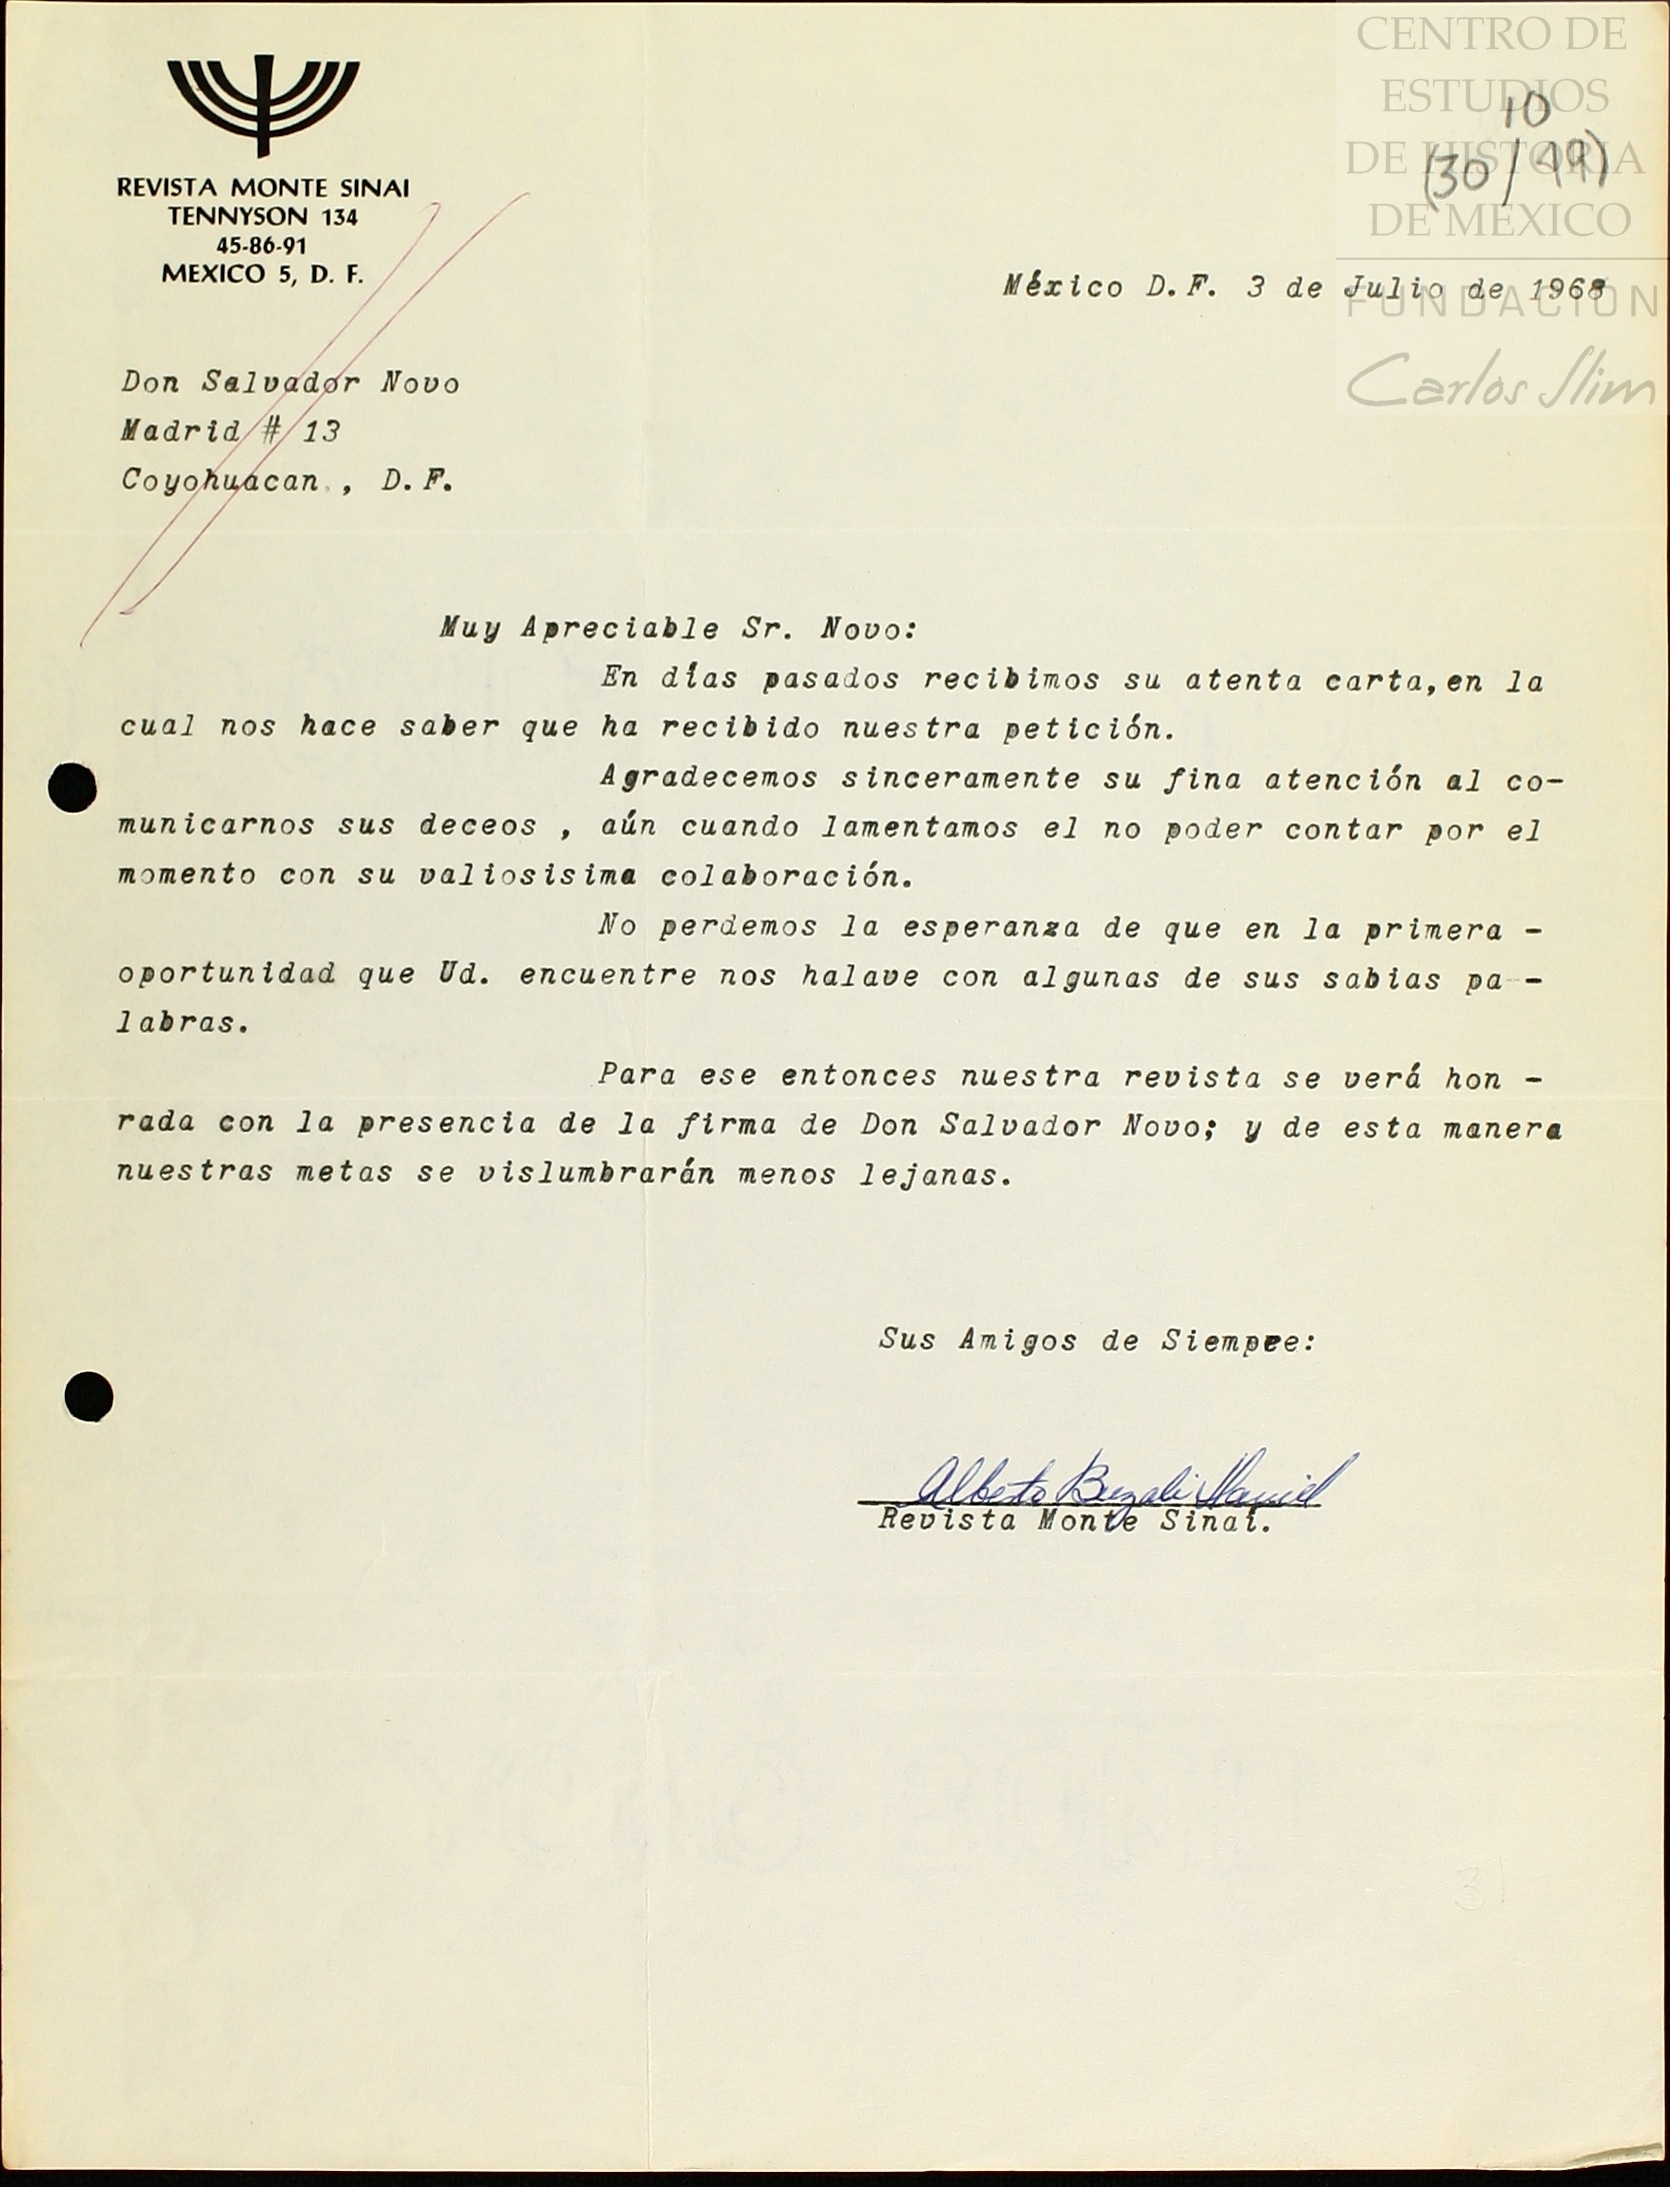 REVISTA MONTE SINAI
TENNYSON 134
45-86-91
MEXICO 5, D. F.
CENTRO DE
ESTUDIOS
DE HISTORIA
DE MÉXICO
FUNDACIÓN
Carlos Slim
10
(30/49)
México D.F. 3 de Julio de 1968
Don Salvador Novo
Madrid # 13
Coyohuacan , D.F.
Muy Apreciable Sr. Novo:
En días pasados recibimos su atenta carta,en la
cual nos hace saber que ha recibido nuestra petición.
Agradecemos sinceramente su fina atención al co-
municarnos sus deceos , aún cuando lamentamos el no poder contar por el
momento con su valiosisima colaboración.
No perdemos la esperanza de que en la primera -
oportunidad que Ud. encuentre nos halave con algunas de sus sabias pa--
labras.
Para ese entonces nuestra revista se verá hon -
rada con la presencia de la firma de Don Salvador Novo; y de esta manera
nuestras metas se vislumbrarán menos lejanas.
Sus Amigos de Siempre:
Alberto Buzali Daniel
Revista Monte Sinaí.
31